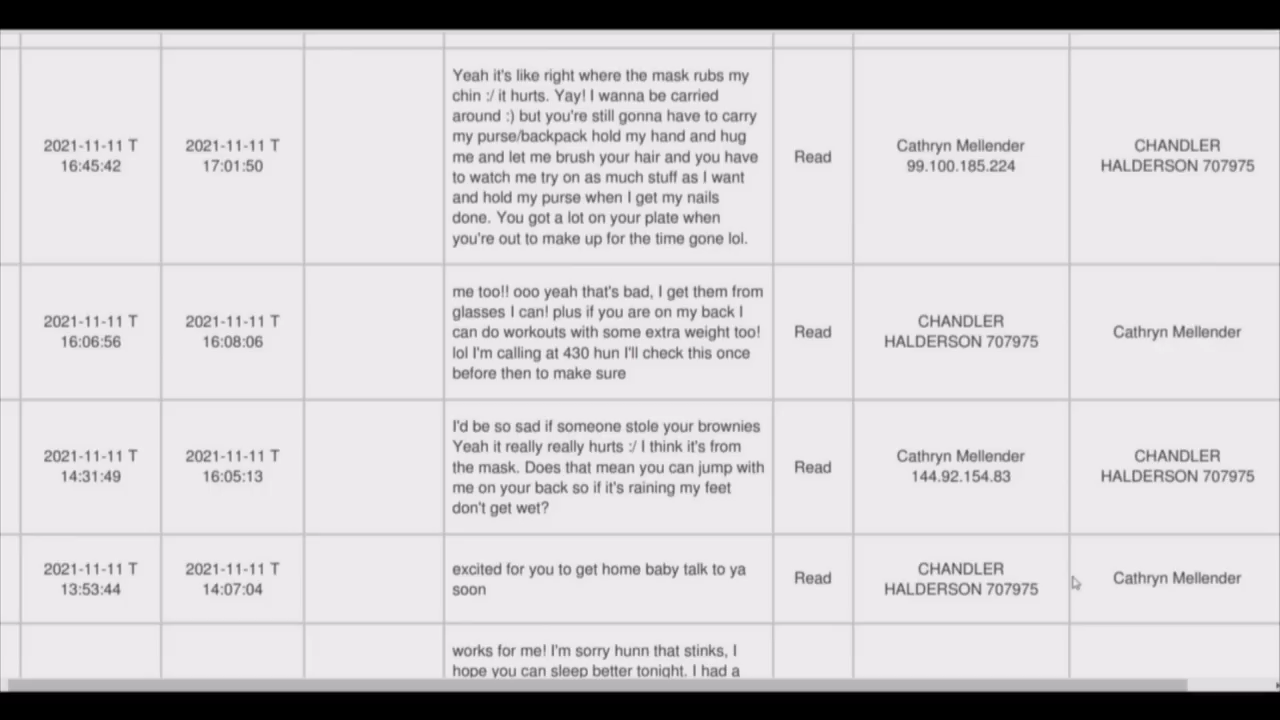 2021-11-11 T
16:45:42
2021-11-11 T
17:01:50
Yeah it's like right where the mask rubs my
chin :/ it hurts. Yay! I wanna be carried
around :) but you're still gonna have to carry
my purse/backpack hold my hand and hug
me and let me brush your hair and you have
to watch me try on as much stuff as I want
and hold my purse when I get my nails
done. You got a lot on your plate when
you're out to make up for the time gone lol.
Read
Cathryn Mellender
99.100.185.224
CHANDLER
HALDERSON 707975
2021-11-11 T
16:06:56
2021-11-11 T
16:08:06
me too!! ooo yeah that's bad, I get them from
glasses I can! plus if you are on my back I
can do workouts with some extra weight too!
lol I'm calling at 430 hun I'll check this once
before then to make sure
Read
CHANDLER
HALDERSON 707975
Cathryn Mellender
2021-11-11 T
14:31:49
2021-11-11 T
16:05:13
I'd be so sad if someone stole your brownies
Yeah it really really hurts :/ I think it's from
the mask. Does that mean you can jump with
me on your back so if it's raining my feet
don't get wet?
Read
Cathryn Mellender
144.92.154.83
CHANDLER
HALDERSON 707975
2021-11-11 T
13:53:44
2021-11-11 T
14:07:04
excited for you to get home baby talk to ya
soon
Read
CHANDLER
HALDERSON 707975
Cathryn Mellender
works for me! I'm sorry hunn that stinks, I
hope you can sleep better tonight. I had a